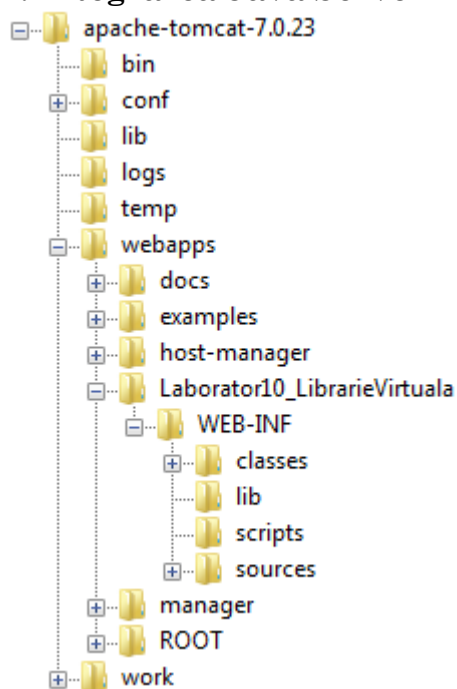 apache-tomcat-7.0.23
bin
conf
lib
logs
temp
webapps
docs
examples
host-manager
Laborator10_LibrarieVirtuala
WEB-INF
classes
lib
scripts
sources
manager
ROOT
work